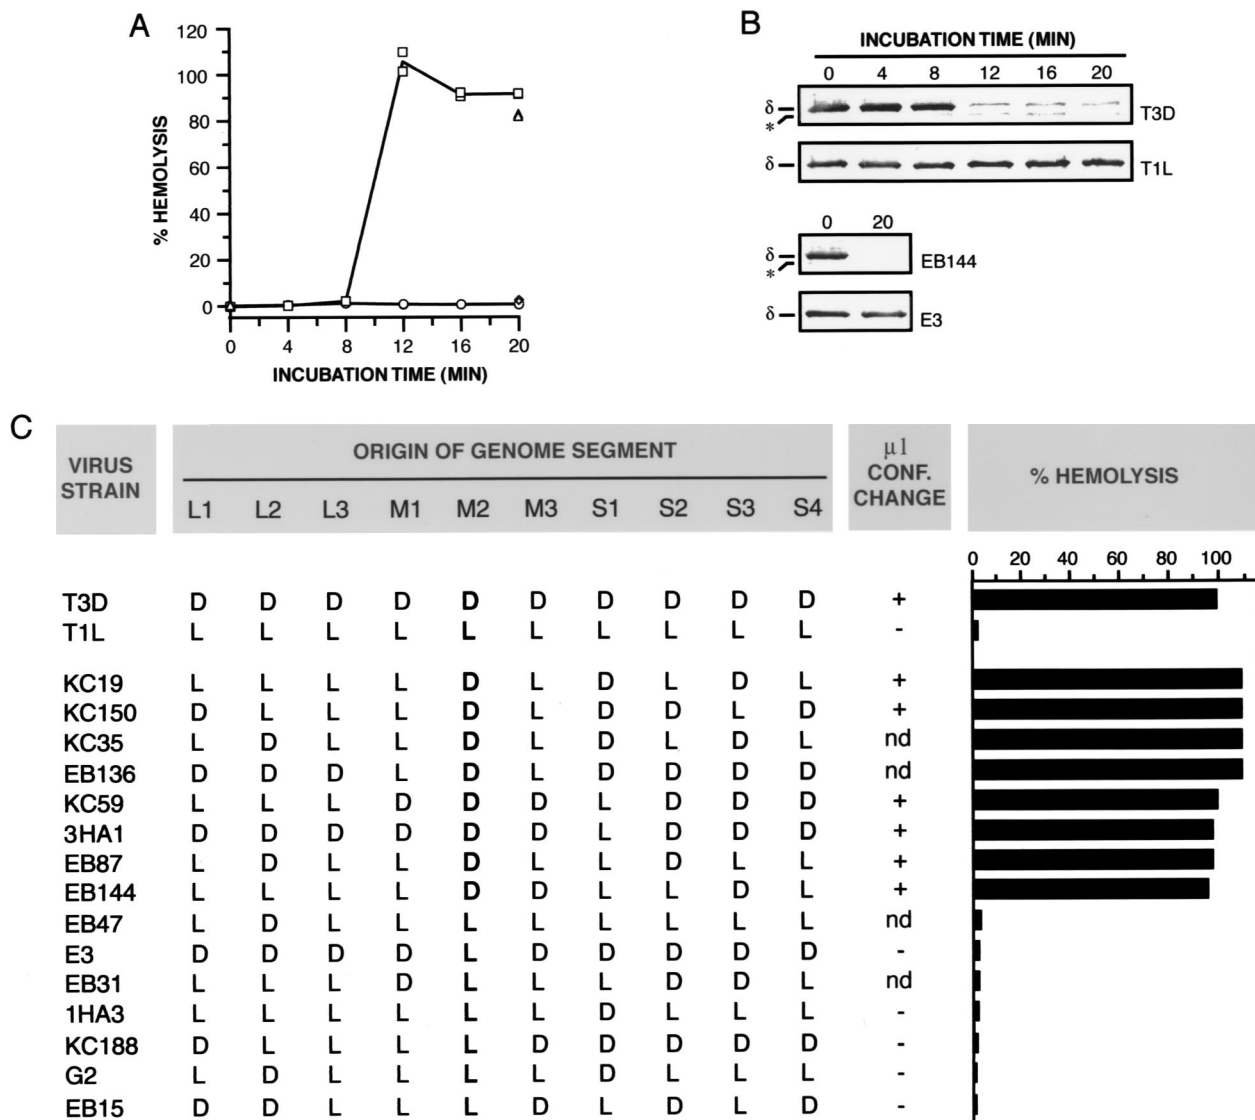 A
% HEMOLYSIS
120
100
80
60
40
20
0
0 4 8 12 16 20
INCUBATION TIME (MIN)
B
INCUBATION TIME (MIN)
0 4 8 12 16 20
δ
*
T3D
δ
T1L
0 20
δ
*
EB144
δ
E3
C
VIRUS STRAIN
ORIGIN OF GENOME SEGMENT
L1 L2 L3 M1 M2 M3 S1 S2 S3 S4
μ1 CONF. CHANGE
% HEMOLYSIS
0 20 40 60 80 100
T3D D D D D D D D D D D +
T1L L L L L L L L L L L -
KC19 L L L L D L D L D L +
KC150 D L L L D L D D L D +
KC35 L D L L D L D L D L nd
EB136 D D D L D L D D D D nd
KC59 L L L D D D L D D L +
3HA1 D D D D D D L D D D +
EB87 L D L L D L L D L L +
EB144 L L L L D D L L D L +
EB47 L D L L L L L L L L nd
E3 D D D D L D D D D D -
EB31 L L L D L L L D D L nd
1HA3 L L L L L L D L L L -
KC188 D L L L L D D D D D -
G2 L D L L L L D L L L -
EB15 D D L L L D L D L D -